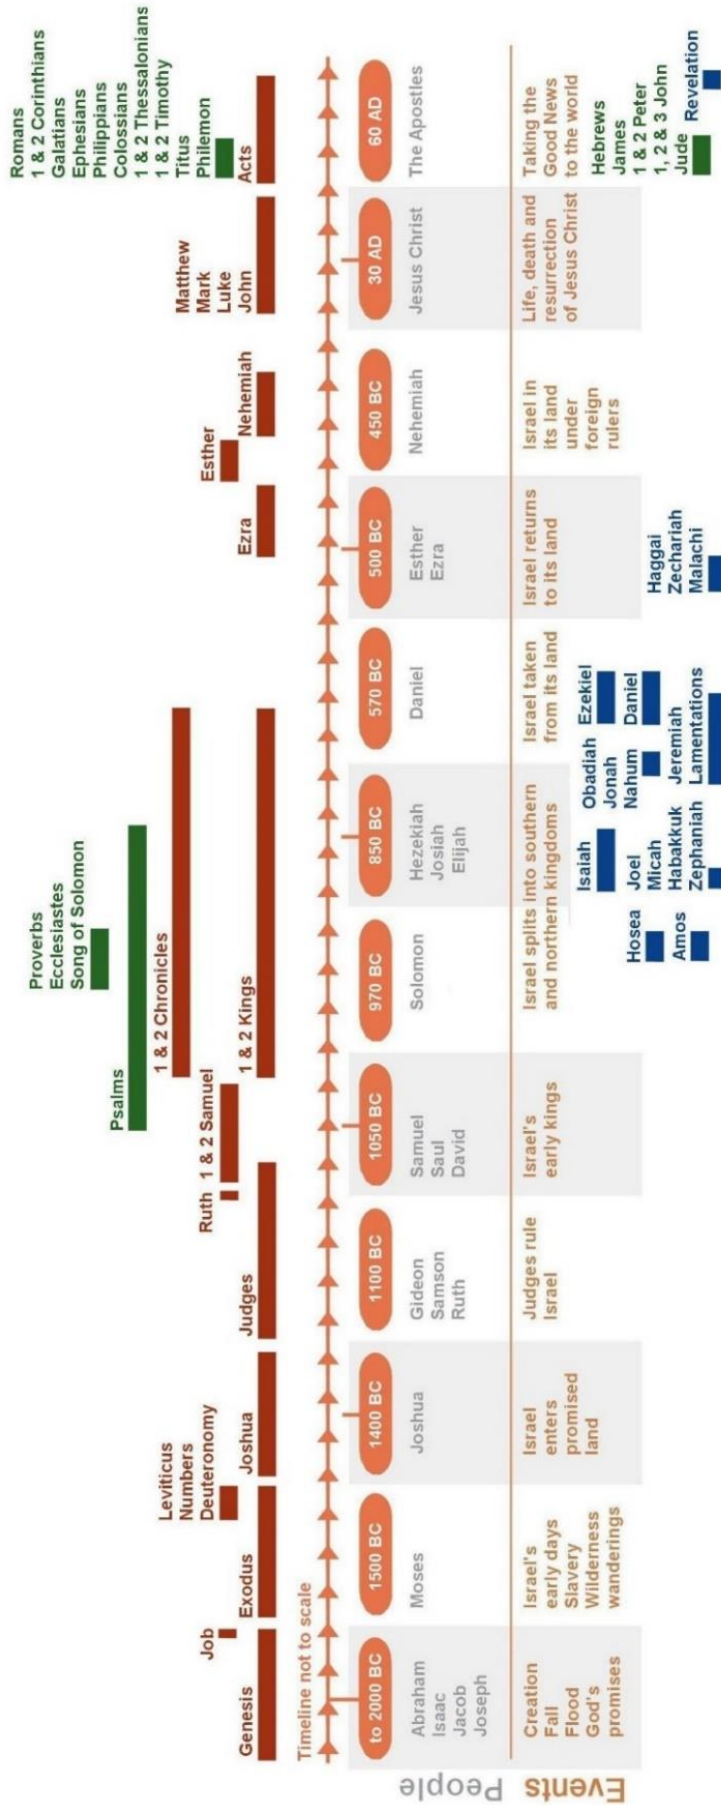 Proverbs
Ecclesiastes
Song of Solomon
Romans
1 & 2 Corinthians
Galatians
Ephesians
Philippians
Colossians
1 & 2 Thessalonians
1 & 2 Timothy
Titus
Philemon
Psalms
1 & 2 Chronicles
Leviticus
Numbers
Deuteronomy
Job
Ruth
1 & 2 Samuel
Esther
Matthew
Mark
Luke
John
Genesis
Exodus
Joshua
Judges
1 & 2 Kings
Ezra
Nehemiah
Acts
Timeline not to scale
to 2000 BC
1500 BC
1400 BC
1100 BC
1050 BC
970 BC
850 BC
570 BC
500 BC
450 BC
30 AD
60 AD
People
Abraham
Isaac
Jacob
Joseph
Moses
Joshua
Gideon
Samson
Ruth
Samuel
Saul
David
Solomon
Hezekiah
Josiah
Elijah
Daniel
Esther
Ezra
Nehemiah
Jesus Christ
The Apostles
Events
Creation
Fall
Flood
God's
promises
Israel's
early days
Slavery
Wilderness
wanderings
Israel
enters
promised
land
Judges rule
Israel
Israel's
early kings
Israel splits into southern
and northern kingdoms
Israel taken
from its land
Israel returns
to its land
Israel in
its land
under
foreign
rulers
Life, death and
resurrection
of Jesus Christ
Taking the
Good News
to the world
Hosea
Amos
Isaiah
Joel
Micah
Habakkuk
Zephaniah
Obadiah
Jonah
Nahum
Ezekiel
Daniel
Jeremiah
Lamentations
Haggai
Zechariah
Malachi
Hebrews
James
1 & 2 Peter
1, 2 & 3 John
Jude
Revelation